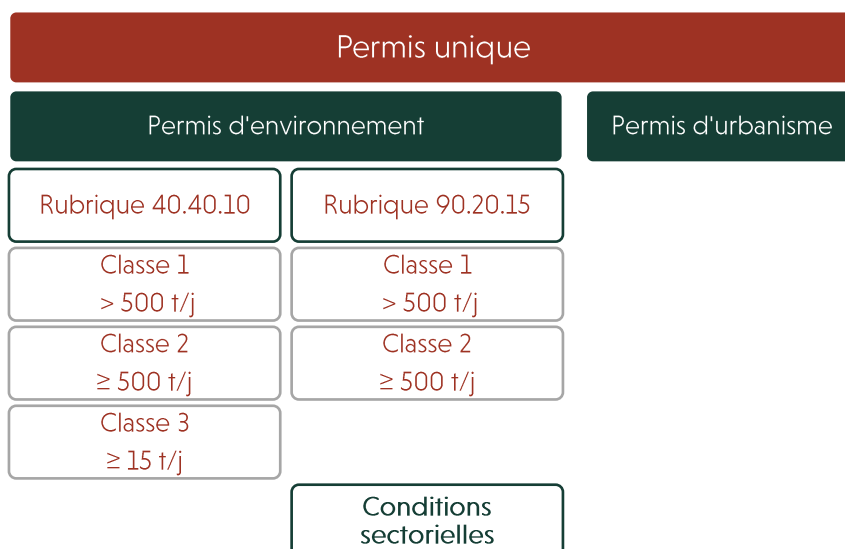 Permis unique
Permis d'environnement
Permis d'urbanisme
Rubrique 40.40.10
Rubrique 90.20.15
Classe 1
> 500 t/j
Classe 1
> 500 t/j
Classe 2
≥ 500 t/j
Classe 2
≥ 500 t/j
Classe 3
≥ 15 t/j
Conditions
sectorielles